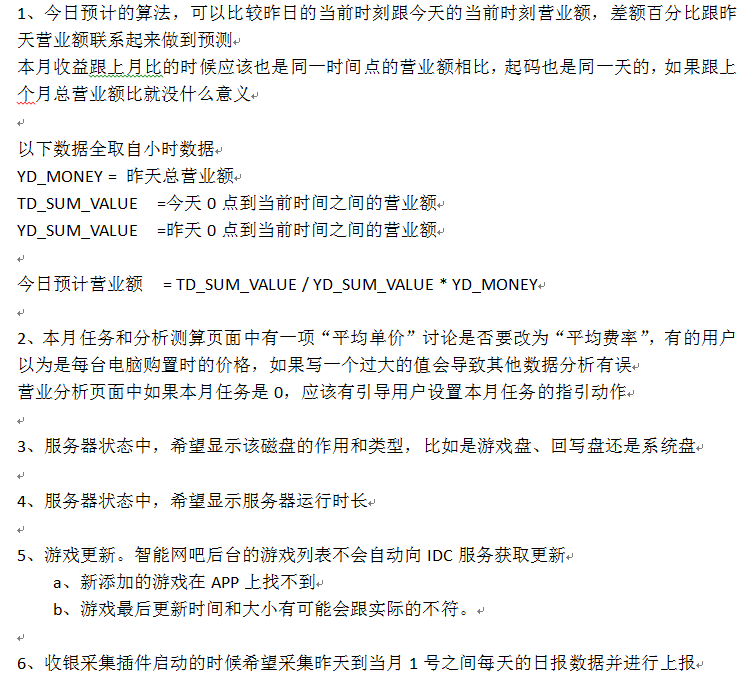 1、今日预计的算法，可以比较昨日的当前时刻跟今天的当前时刻营业额，差额百分比跟昨
天营业额联系起来做到预测
本月收益跟上月比的时候应该也是同一时间点的营业额相比，起码也是同一天的，如果跟上
个月总营业额比就没什么意义
以下数据全取自小时数据
YD_MONEY = 昨天总营业额
TD_SUM_VALUE =今天 0 点到当前时间之间的营业额
YD_SUM_VALUE =昨天 0 点到当前时间之间的营业额
今日预计营业额 = TD_SUM_VALUE / YD_SUM_VALUE * YD_MONEY
2、本月任务和分析测算页面中有一项“平均单价”讨论是否要改为“平均费率”，有的用户
以为是每台电脑购置时的价格，如果写一个过大的值会导致其他数据分析有误
营业分析页面中如果本月任务是 0，应该有引导用户设置本月任务的指引动作
3、服务器状态中，希望显示该磁盘的作用和类型，比如是游戏盘、回写盘还是系统盘
4、服务器状态中，希望显示服务器运行时长
5、游戏更新。智能网吧后台的游戏列表不会自动向 IDC 服务获取更新
a、新添加的游戏在 APP 上找不到
b、游戏最后更新时间和大小有可能会跟实际的不符。
6、收银采集插件启动的时候希望采集昨天到当月 1 号之间每天的日报数据并进行上报